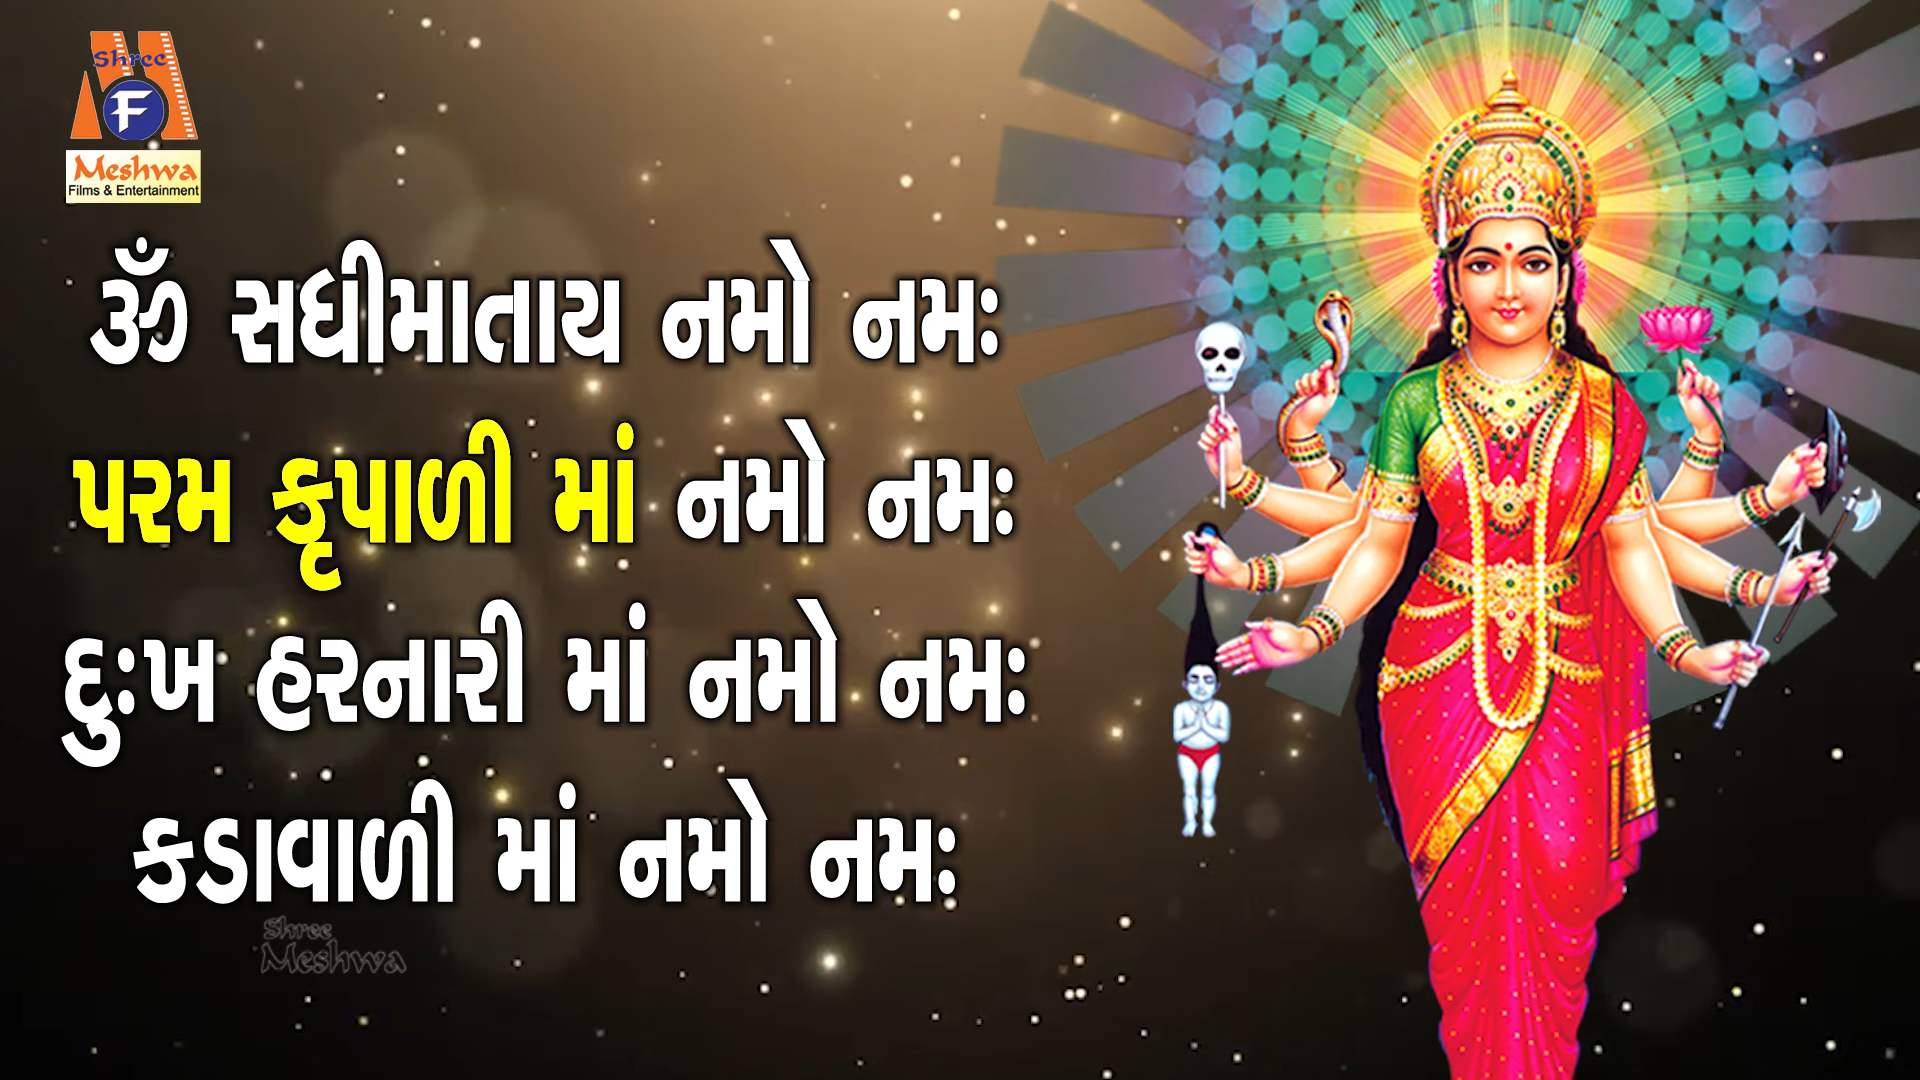 Shree
F
Meshwa
Films & Entertainment
ૐ સધીમાતાય નમો નમઃ
પરમ કૃપાળી માં નમો નમઃ
દુઃખ હરનારી માં નમો નમઃ
કડાવાળી માં નમો નમઃ
Shree
Meshwa